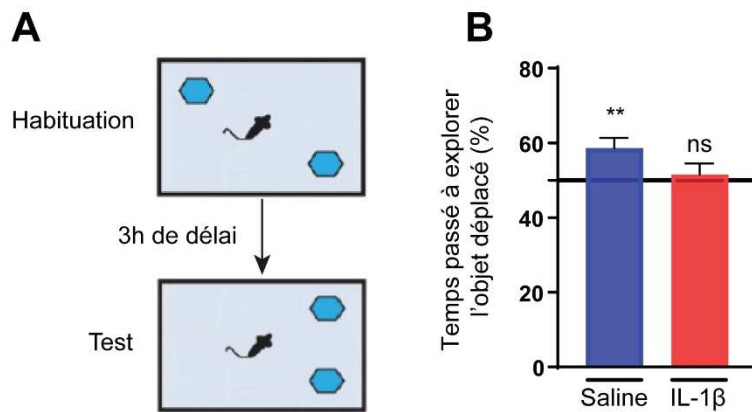 A
Habituation
3h de délai
Test
B
Temps passé à explorer
l'objet déplacé (%)
80
60
40
20
0
**
ns
Saline
IL-1β